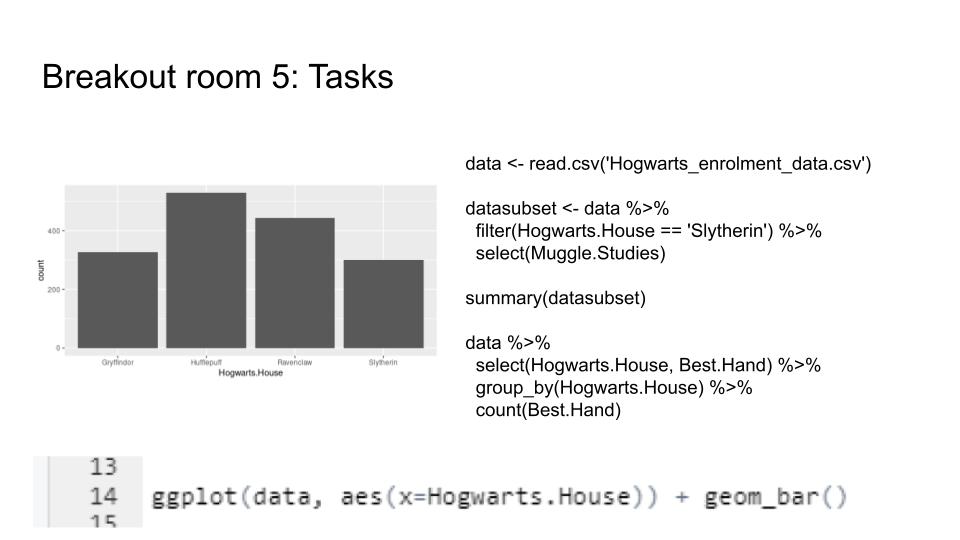 Breakout room 5: Tasks
400
200
0
count
Gryffindor Hufflepuff Ravenclaw Slytherin
Hogwarts.House
data <- read.csv('Hogwarts_enrolment_data.csv')
datasubset <- data %>%
filter(Hogwarts.House == 'Slytherin') %>%
select(Muggle.Studies)
summary(datasubset)
data %>%
select(Hogwarts.House, Best.Hand) %>%
group_by(Hogwarts.House) %>%
count(Best.Hand)
13
14 ggplot(data, aes(x=Hogwarts.House)) + geom_bar()
15